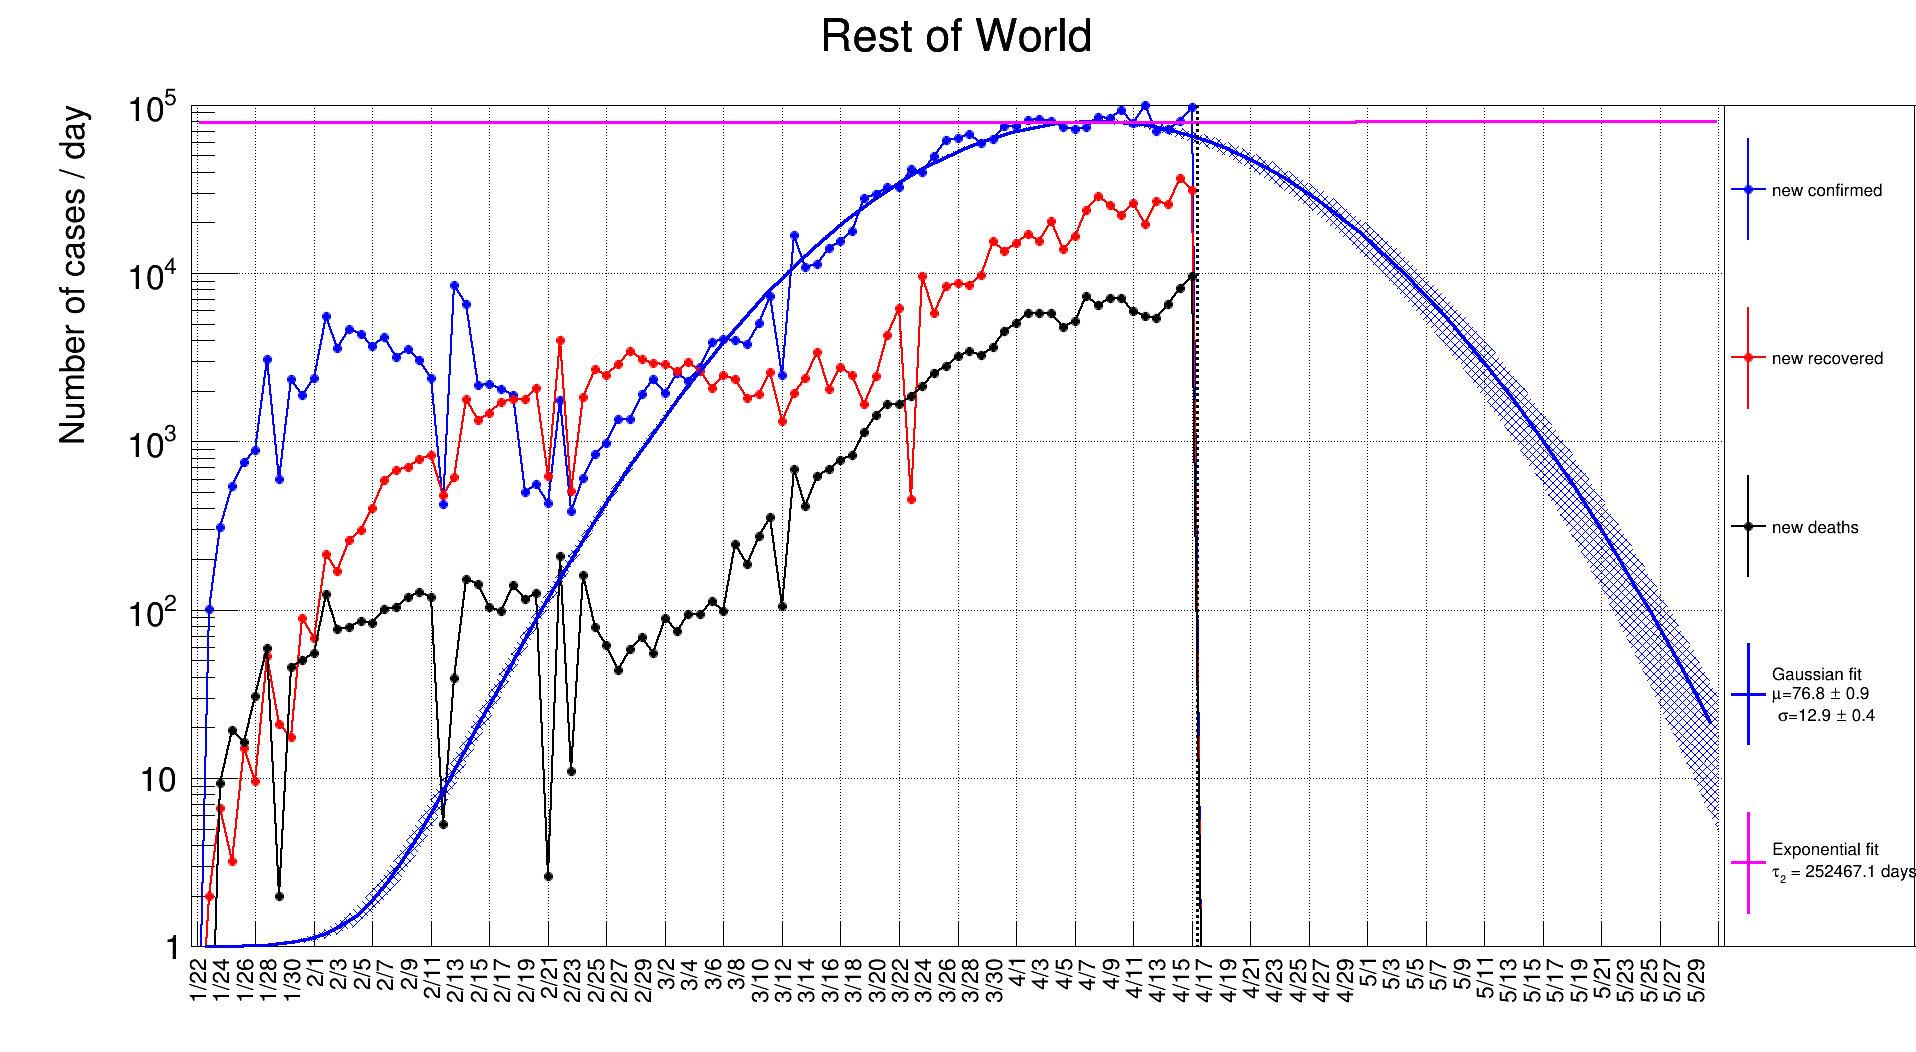 Rest of World
Number of cases / day
10⁵
10⁴
10³
10²
10
1
1/22 1/24 1/26 1/28 1/30 2/1 2/3 2/5 2/7 2/9 2/11 2/13 2/15 2/17 2/19 2/21 2/23 2/25 2/27 2/29 3/2 3/4 3/6 3/8 3/10 3/12 3/14 3/16 3/18 3/20 3/22 3/24 3/26 3/28 3/30 4/1 4/3 4/5 4/7 4/9 4/11 4/13 4/15 4/17 4/19 4/21 4/23 4/25 4/27 4/29 5/1 5/3 5/5 5/7 5/9 5/11 5/13 5/15 5/17 5/19 5/21 5/23 5/25 5/27 5/29
new confirmed
new recovered
new deaths
Gaussian fit
μ=76.8 ± 0.9
σ=12.9 ± 0.4
Exponential fit
τ₂ = 252467.1 days